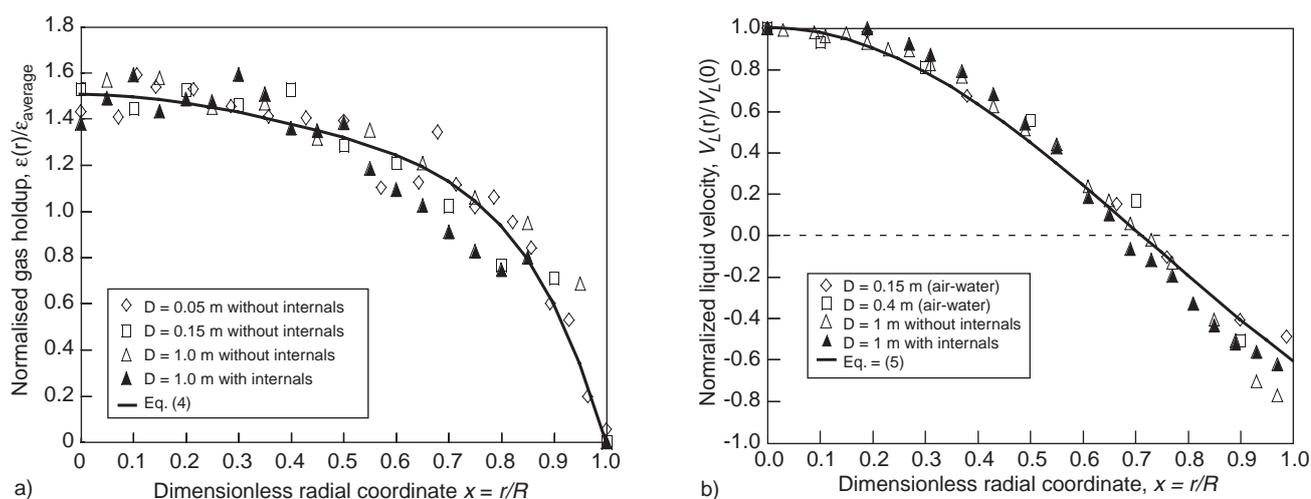 1.8
1.6
1.4
1.2
1.0
0.8
0.6
0.4
0.2
0
Normalised gas holdup, ε(r)/εaverage
D = 0.05 m without internals
D = 0.15 m without internals
D = 1.0 m without internals
D = 1.0 m with internals
Eq. (4)
0 0.1 0.2 0.3 0.4 0.5 0.6 0.7 0.8 0.9 1.0
Dimensionless radial coordinate x = r/R
a)
1.0
0.8
0.6
0.4
0.2
0.0
-0.2
-0.4
-0.6
-0.8
-1.0
Nomralized liquid velocity, VL(r)/VL(0)
D = 0.15 m (air-water)
D = 0.4 m (air-water)
D = 1 m without internals
D = 1 m with internals
Eq. = (5)
0.0 0.1 0.2 0.3 0.4 0.5 0.6 0.7 0.8 0.9 1.0
Dimensionless radial coordinate, x = r/R
b)